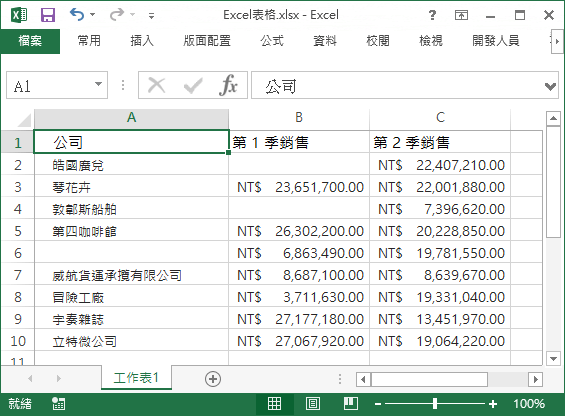 Excel表格.xlsx - Excel
檔案 常用 插入 版面配置 公式 資料 校閱 檢視 開發人員
A1 fx 公司
A B C
1 公司 第 1 季銷售 第 2 季銷售
2 皓國廣兌 NT$ 22,407,210.00
3 琴花卉 NT$ 23,651,700.00 NT$ 22,001,880.00
4 敦鄣斯船舶 NT$ 7,396,620.00
5 第四咖啡館 NT$ 26,302,200.00 NT$ 20,228,850.00
6 NT$ 6,863,490.00 NT$ 19,781,550.00
7 威航貨運承攬有限公司 NT$ 8,687,100.00 NT$ 8,639,670.00
8 冒險工廠 NT$ 3,711,630.00 NT$ 19,331,040.00
9 宇奏雜誌 NT$ 27,177,180.00 NT$ 13,451,970.00
10 立特微公司 NT$ 27,067,920.00 NT$ 19,064,220.00
11
工作表1
就緒 100%